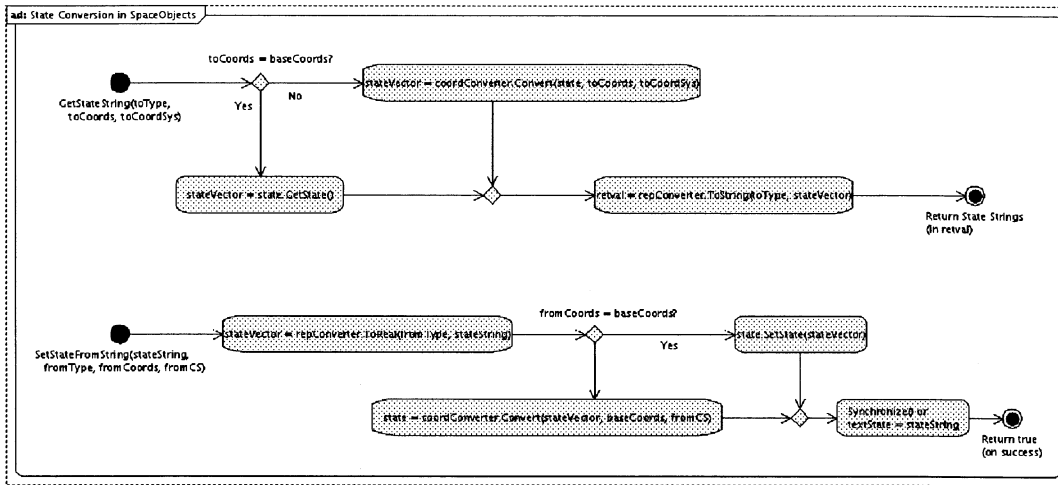 ad: State Conversion in SpaceObjects
toCoords = baseCoords?
stateVector = coordConverter.Convert(state, toCoords, toCoordSys)
No
Yes
GetStateString(toType,
toCoords, toCoordSys)
stateVector = state.GetState()
retval = repConverter.ToString(toType, stateVector)
Return State Strings
(in retval)
fromCoords = baseCoords?
stateVector = repConverter.ToReal(fromType, stateString)
state.SetState(stateVector)
Yes
SetStateFromString(stateString,
fromType, fromCoords, fromCS)
state = coordConverter.Convert(stateVector, baseCoords, fromCS)
Synchronize() or
textState = stateString
Return true
(on success)